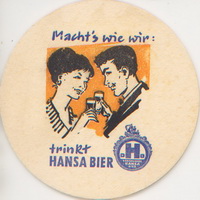 Macht's wie wir:
trinkt
HANSA BIER
H